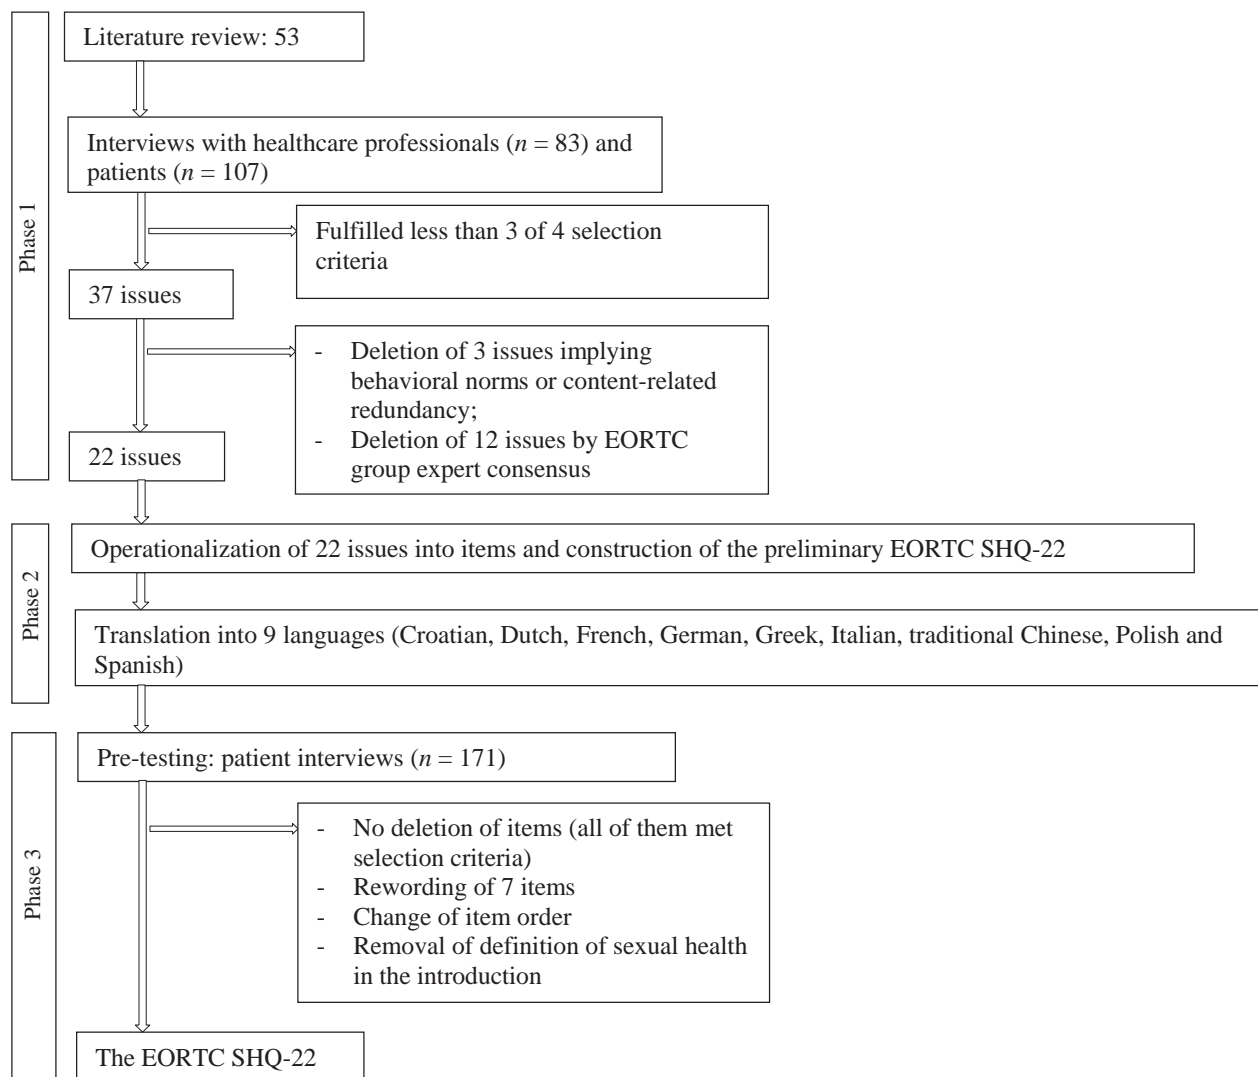 Phase 1
Literature review: 53
Interviews with healthcare professionals (n = 83) and
patients (n = 107)
Fulfilled less than 3 of 4 selection
criteria
37 issues
- Deletion of 3 issues implying
behavioral norms or content-related
redundancy;
- Deletion of 12 issues by EORTC
group expert consensus
22 issues
Phase 2
Operationalization of 22 issues into items and construction of the preliminary EORTC SHQ-22
Translation into 9 languages (Croatian, Dutch, French, German, Greek, Italian, traditional Chinese, Polish and
Spanish)
Phase 3
Pre-testing: patient interviews (n = 171)
- No deletion of items (all of them met
selection criteria)
- Rewording of 7 items
- Change of item order
- Removal of definition of sexual health
in the introduction
The EORTC SHQ-22